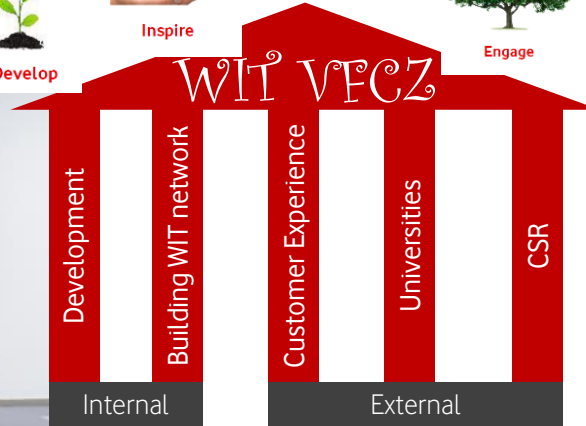 Inspire
Engage
Develop
WIT VFCZ
Development
Building WIT network
Customer Experience
Universities
CSR
Internal
External